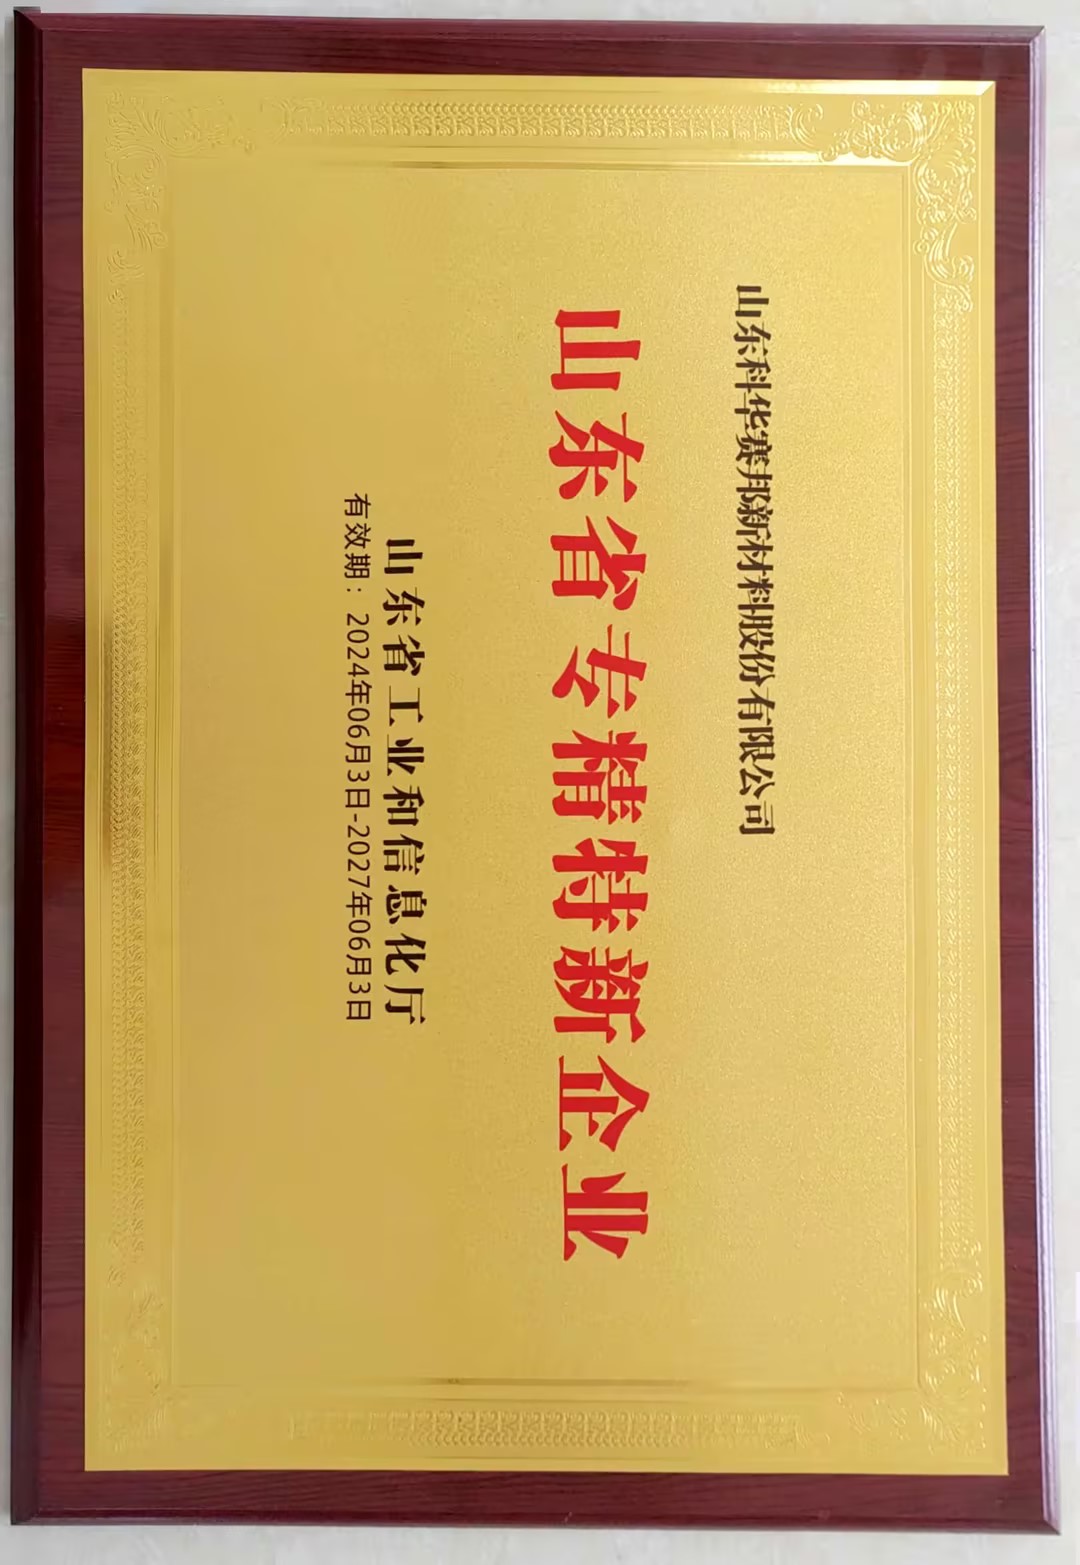 山东科华赛邦新材料股份有限公司
山东省专精特新企业
山东省工业和信息化厅
有效期：2024年06月3日-2027年06月3日